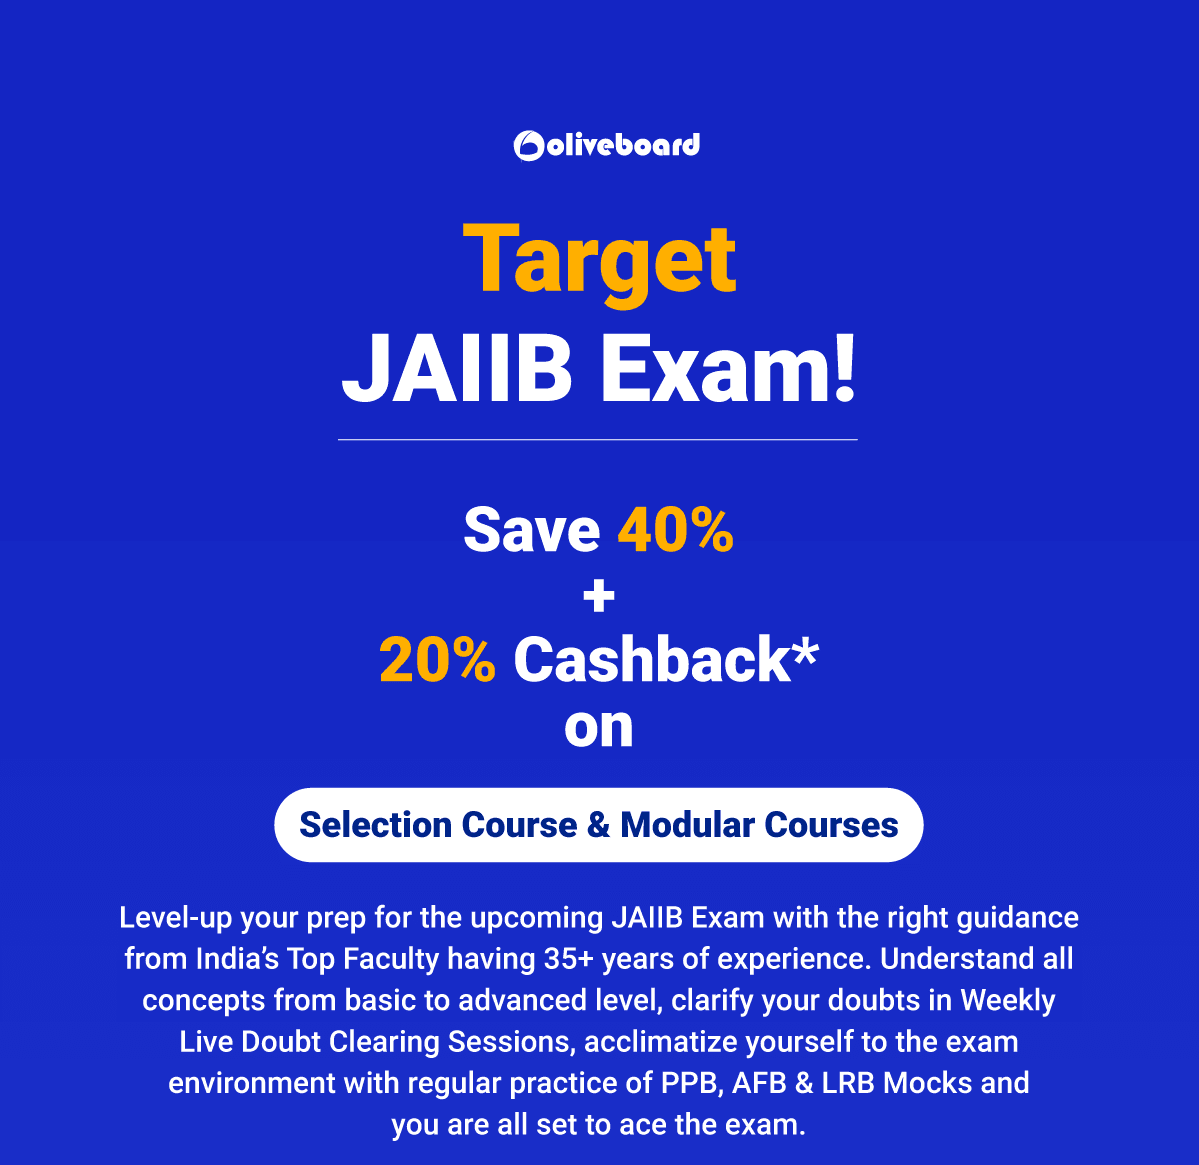 oliveboard
Target
JAIIB Exam!
Save 40%
+
20% Cashback*
on
Selection Course & Modular Courses
Level-up your prep for the upcoming JAIIB Exam with the right guidance
from India’s Top Faculty having 35+ years of experience. Understand all
concepts from basic to advanced level, clarify your doubts in Weekly
Live Doubt Clearing Sessions, acclimatize yourself to the exam
environment with regular practice of PPB, AFB & LRB Mocks and
you are all set to ace the exam.